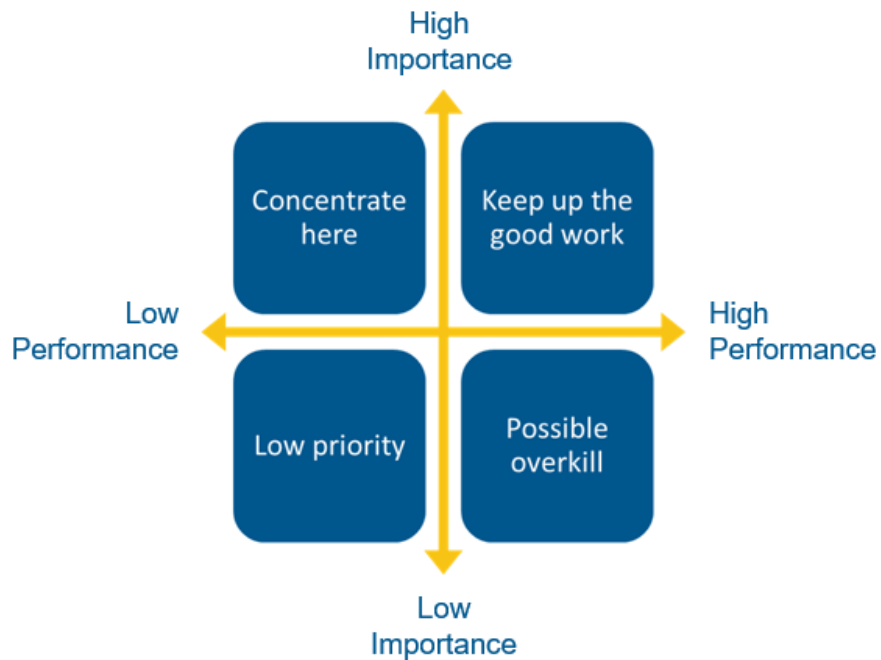 High
Importance
Concentrate
here
Keep up the
good work
Low
Performance
High
Performance
Low priority
Possible
overkill
Low
Importance